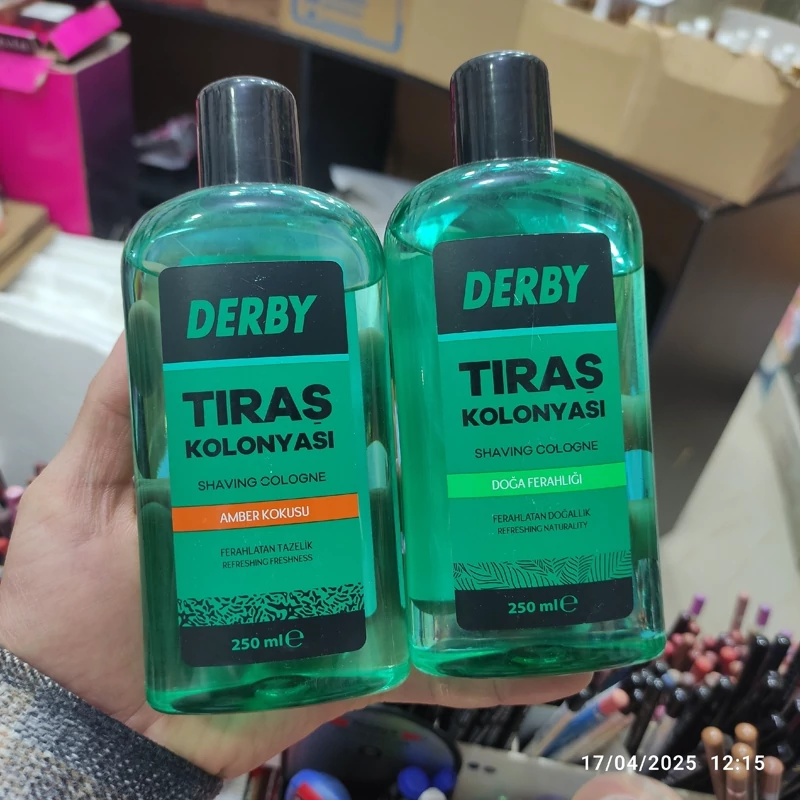 DERBY
TIRAŞ
KOLONYASI
SHAVING COLOGNE
AMBER KOKUSU
FERAHLATAN TAZELİK
REFRESHING FRESHNESS
250 ml ℮
DERBY
TIRAŞ
KOLONYASI
SHAVING COLOGNE
DOĞA FERAHLIĞI
FERAHLATAN DOĞALLIK
REFRESHING NATURALITY
250 ml ℮
17/04/2025 12:15